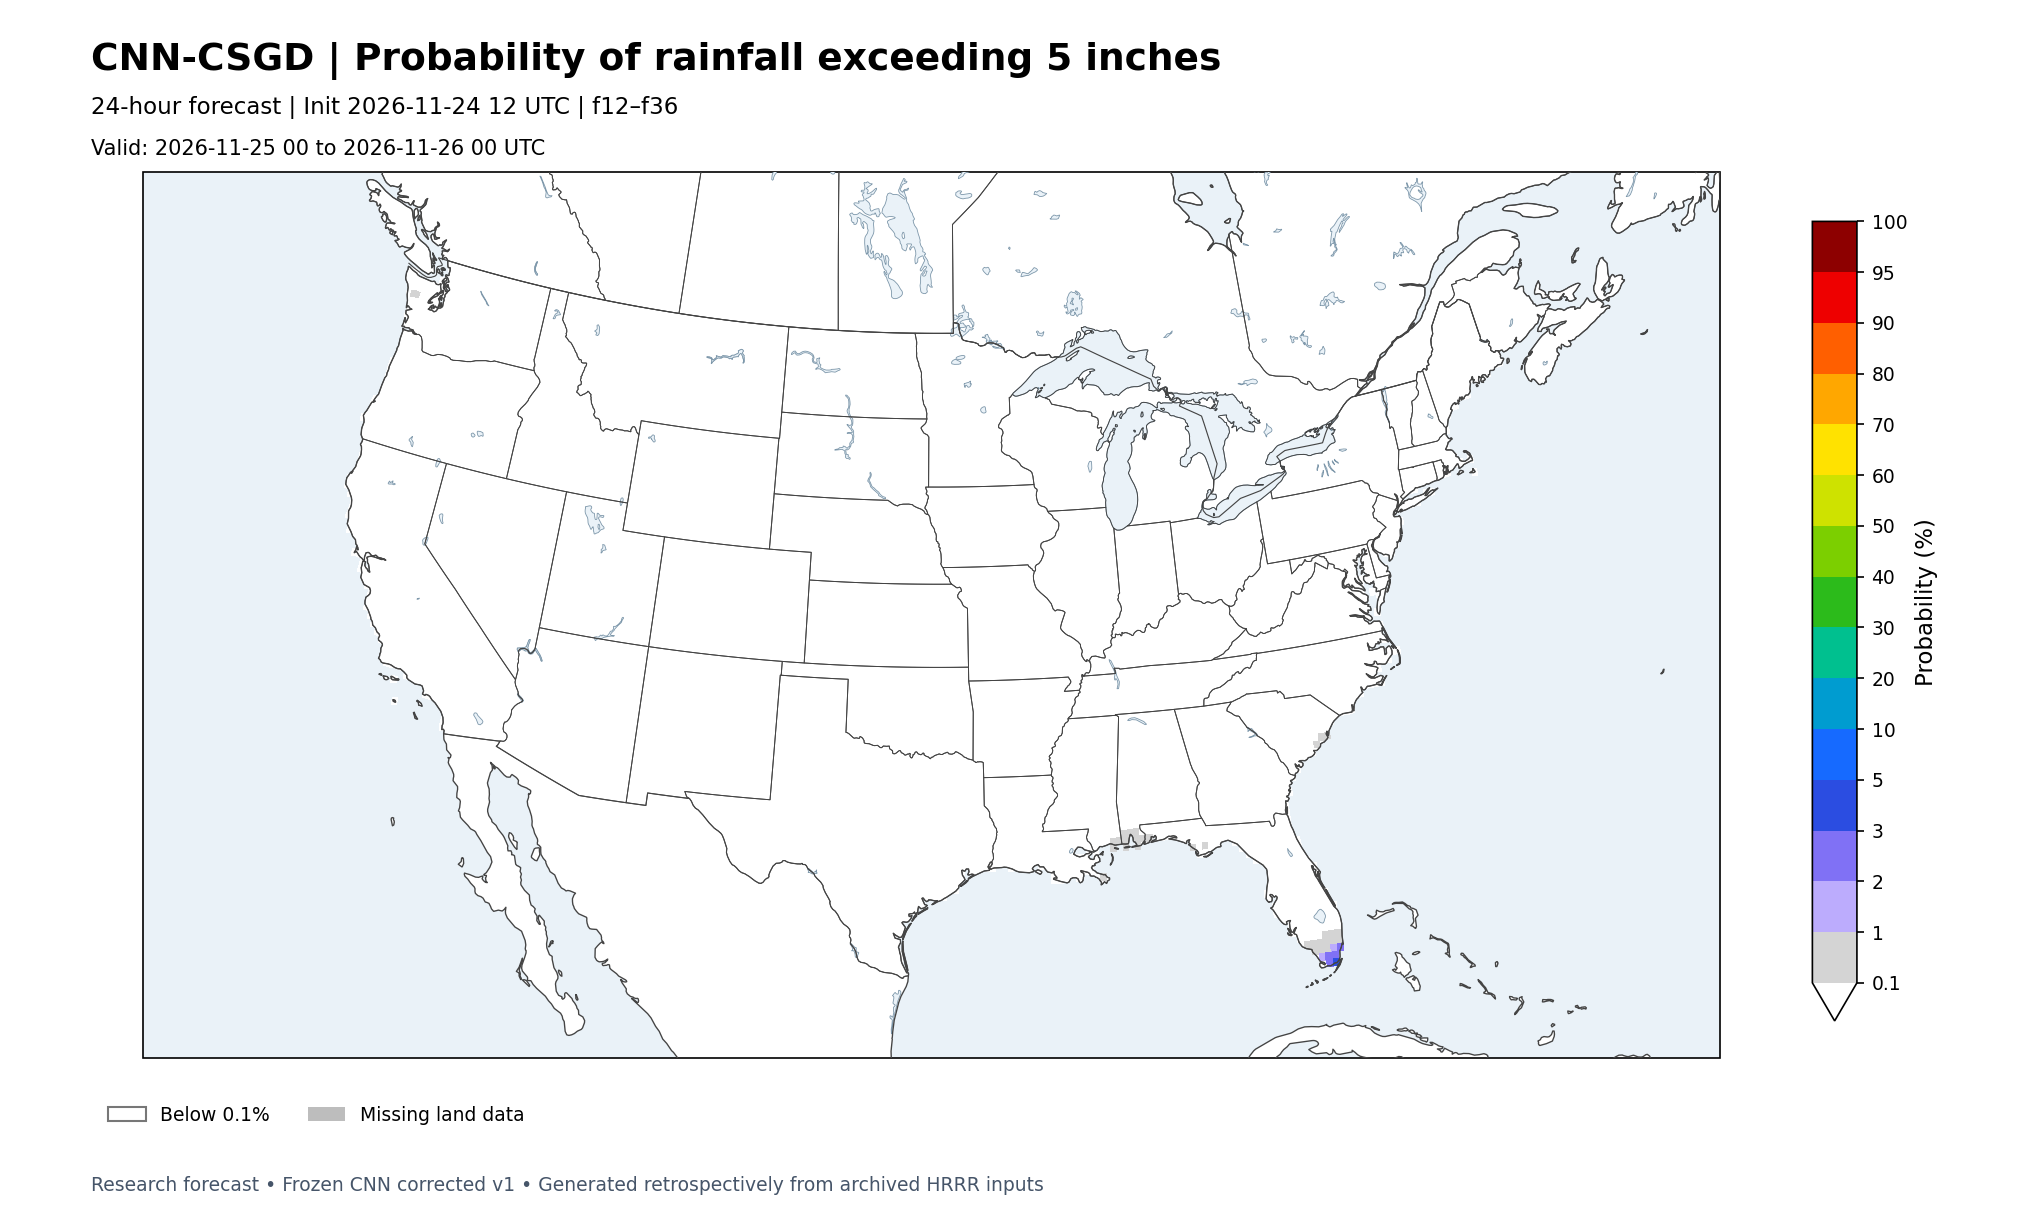 CNN-CSGD | Probability of rainfall exceeding 5 inches
24-hour forecast | Init 2026-11-24 12 UTC | f12–f36
Valid: 2026-11-25 00 to 2026-11-26 00 UTC
100
95
90
80
70
60
50
40
30
20
10
5
3
2
1
0.1
Probability (%)
Below 0.1%
Missing land data
Research forecast • Frozen CNN corrected v1 • Generated retrospectively from archived HRRR inputs